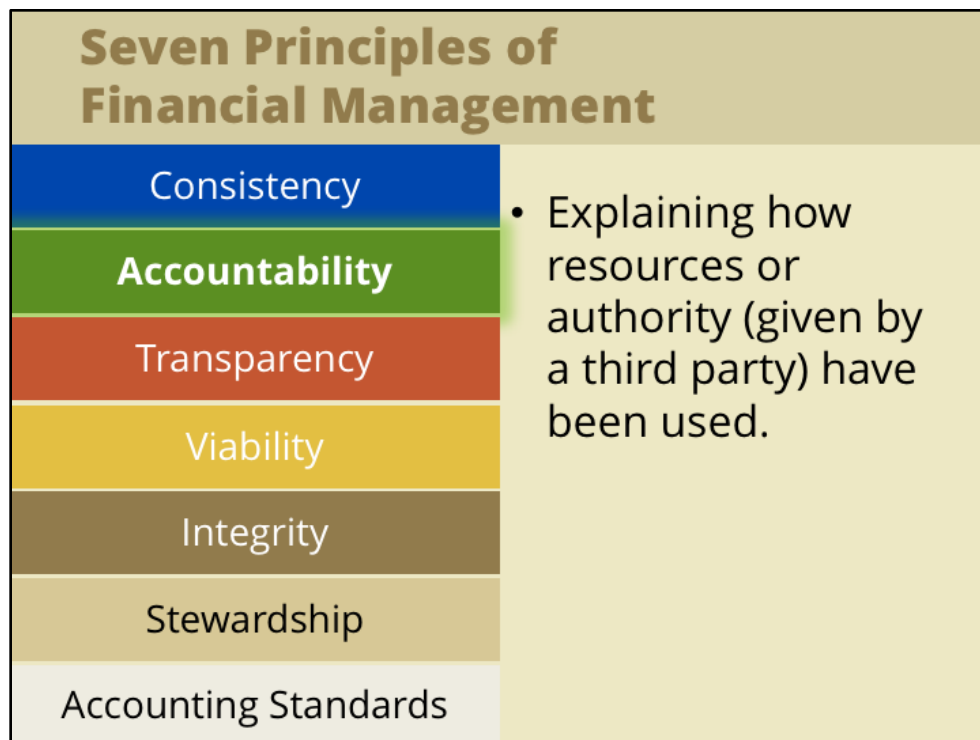 Seven Principles of
Financial Management
Consistency
Accountability
Transparency
Viability
Integrity
Stewardship
Accounting Standards
• Explaining how
resources or
authority (given by
a third party) have
been used.